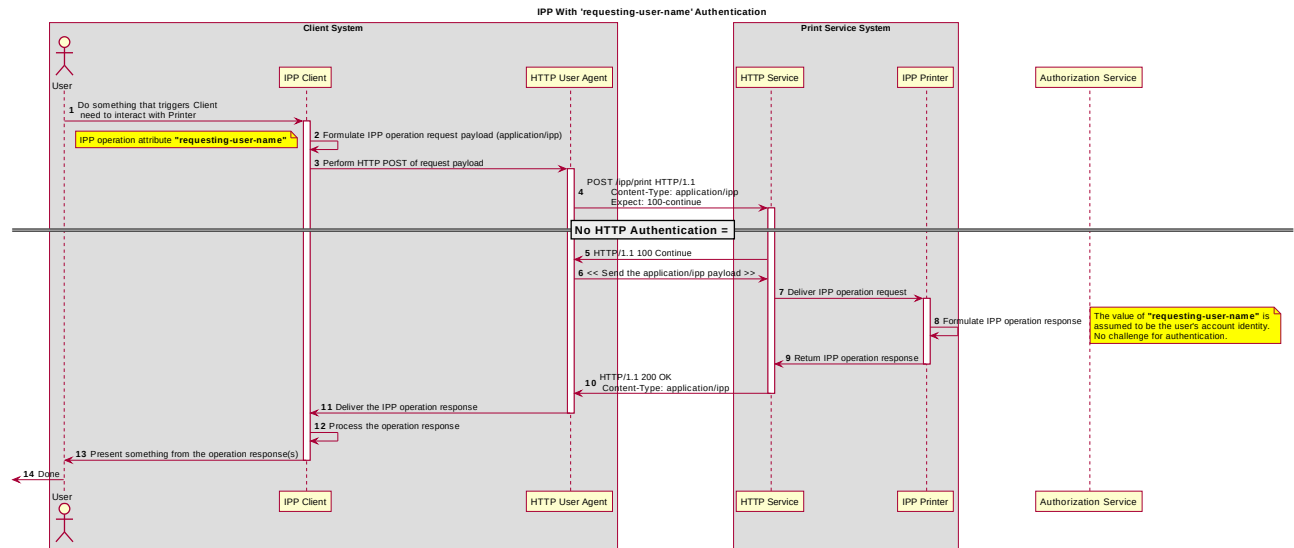 IPP With 'requesting-user-name' Authentication
Client System
Print Service System
User
IPP Client
HTTP User Agent
HTTP Service
IPP Printer
Authorization Service
1 Do something that triggers Client
need to interact with Printer
IPP operation attribute "requesting-user-name"
2 Formulate IPP operation request payload (application/ipp)
3 Perform HTTP POST of request payload
POST /ipp/print HTTP/1.1
4 Content-Type: application/ipp
Expect: 100-continue
No HTTP Authentication =
5 HTTP/1.1 100 Continue
6 << Send the application/ipp payload >>
7 Deliver IPP operation request
8 Formulate IPP operation response
The value of "requesting-user-name" is
assumed to be the user's account identity.
No challenge for authentication.
9 Return IPP operation response
10 HTTP/1.1 200 OK
Content-Type: application/ipp
11 Deliver the IPP operation response
12 Process the operation response
13 Present something from the operation response(s)
14 Done
User
IPP Client
HTTP User Agent
HTTP Service
IPP Printer
Authorization Service